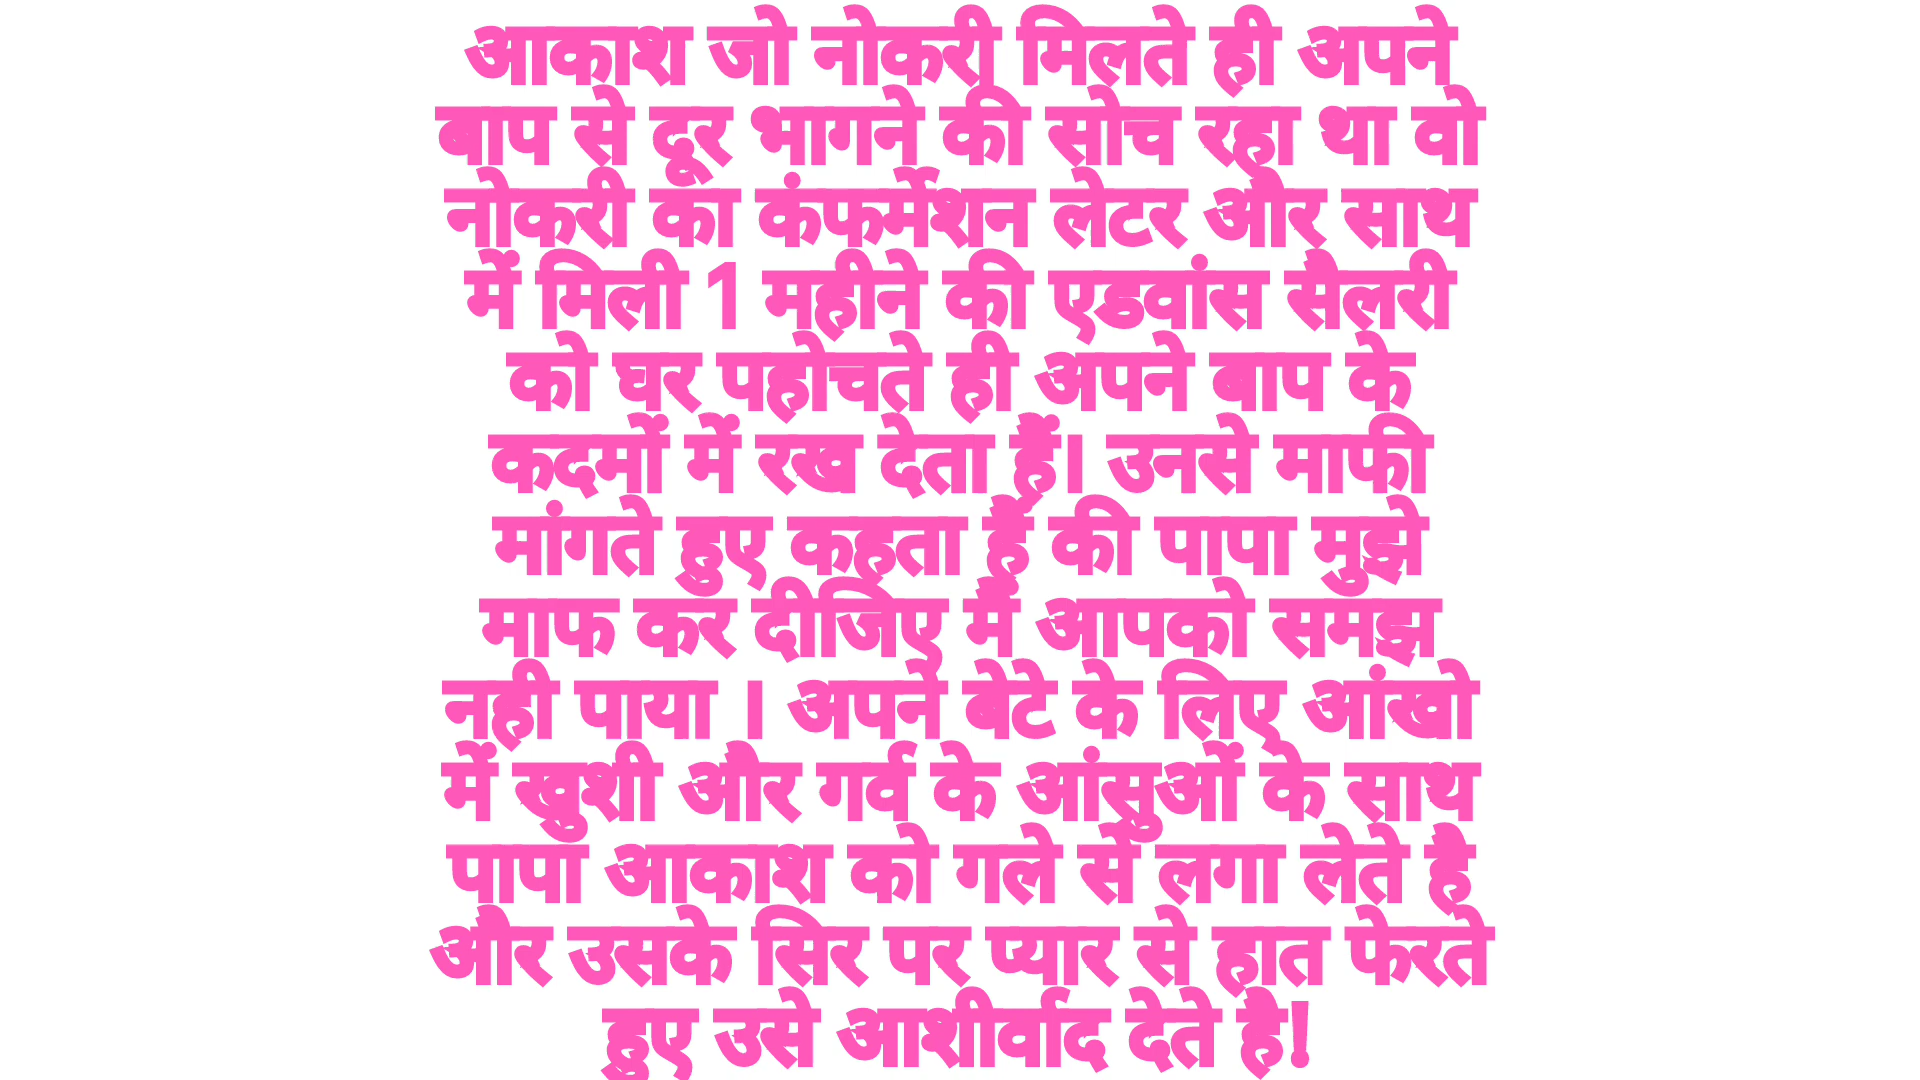 आकाश जो नोकरी मिलते ही अपने
बाप से दूर भागने की सोच रहा था वो
नोकरी का कंफर्मेशन लेटर और साथ
में मिली 1 महीने की एडवांस सैलरी
को घर पहोचते ही अपने बाप के
कदमों में रख देता हैं। उनसे माफी
मांगते हुए कहता हैं की पापा मुझे
माफ कर दीजिए मैं आपको समझ
नही पाया । अपने बेटे के लिए आंखो
में खुशी और गर्व के आंसुओं के साथ
पापा आकाश को गले से लगा लेते है
और उसके सिर पर प्यार से हात फेरते
हुए उसे आशीर्वाद देते है!